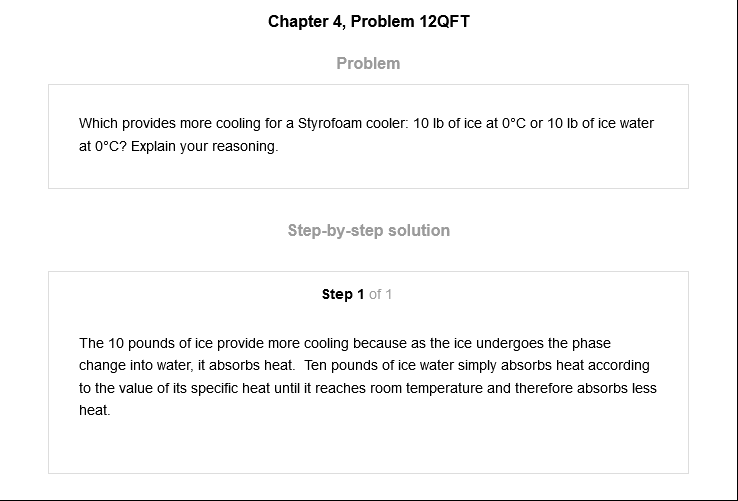 Chapter 4, Problem 12QFT
Problem
Which provides more cooling for a Styrofoam cooler: 10 lb of ice at 0°C or 10 lb of ice water
at 0°C? Explain your reasoning.
Step-by-step solution
Step 1 of 1
The 10 pounds of ice provide more cooling because as the ice undergoes the phase
change into water, it absorbs heat.  Ten pounds of ice water simply absorbs heat according
to the value of its specific heat until it reaches room temperature and therefore absorbs less
heat.